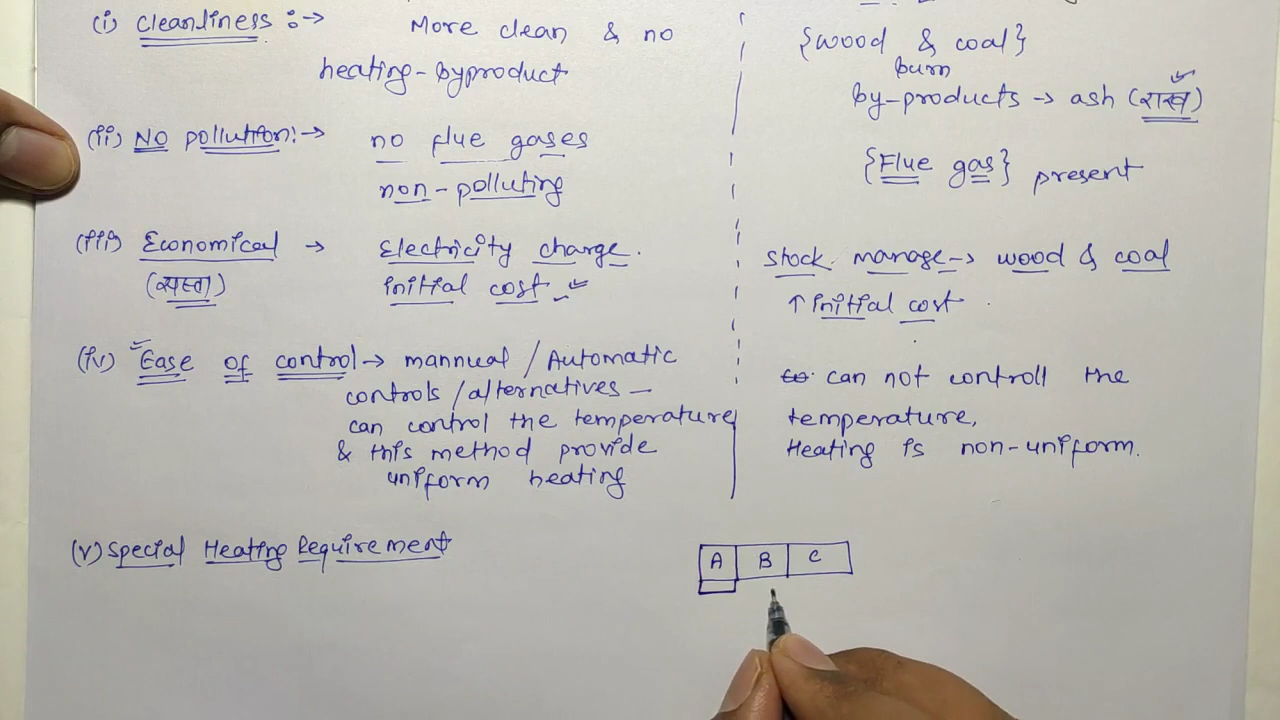 (i) Cleanliness :→ More clean & no
heating-byproduct
(ii) No pollution:→ no flue gases
non-polluting
(iii) Economical → Electricity charge.
(सस्ता) initial cost
(iv) Ease of control → mannual / Automatic
controls / alternatives –
can control the temperature
& this method provide
uniform heating
(v) Special Heating Requirement
{wood & coal}
burn
by-products → ash (राख)
{Flue gas} present
Stock manage → wood & coal
↑ initial cost
can not controll the
temperature,
Heating is non-uniform.
A B C